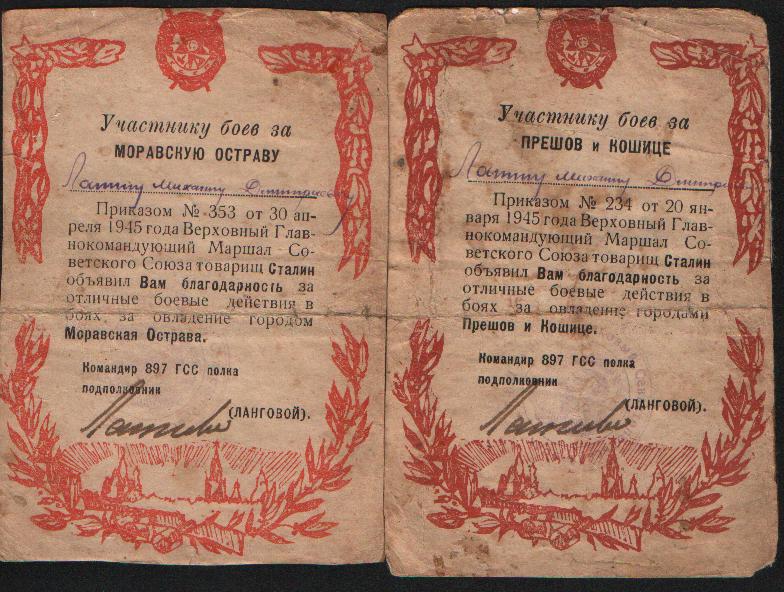 Участнику боев за
МОРАВСКУЮ ОСТРАВУ
Михаилу Дмитриевичу
Приказом № 353 от 30 ап-
реля 1945 года Верховный Глав-
нокомандующий Маршал Со-
ветского Союза товарищ Сталин
объявил Вам благодарность за
отличные боевые действия в
боях за овладение городом
Моравская Острава.
Командир 897 ГСС полка
подполковник
(ЛАНГОВОЙ).
Участнику боев за
ПРЕШОВ и КОШИЦЕ
Михаилу
Приказом № 234 от 20 ян-
варя 1945 года Верховный Глав-
нокомандующий Маршал Со-
ветского Союза товарищ Сталин
объявил Вам благодарность за
отличные боевые действия в
боях за овладение городами
Прешов и Кошице.
Командир 897 ГСС полка
подполковник
(ЛАНГОВОЙ).